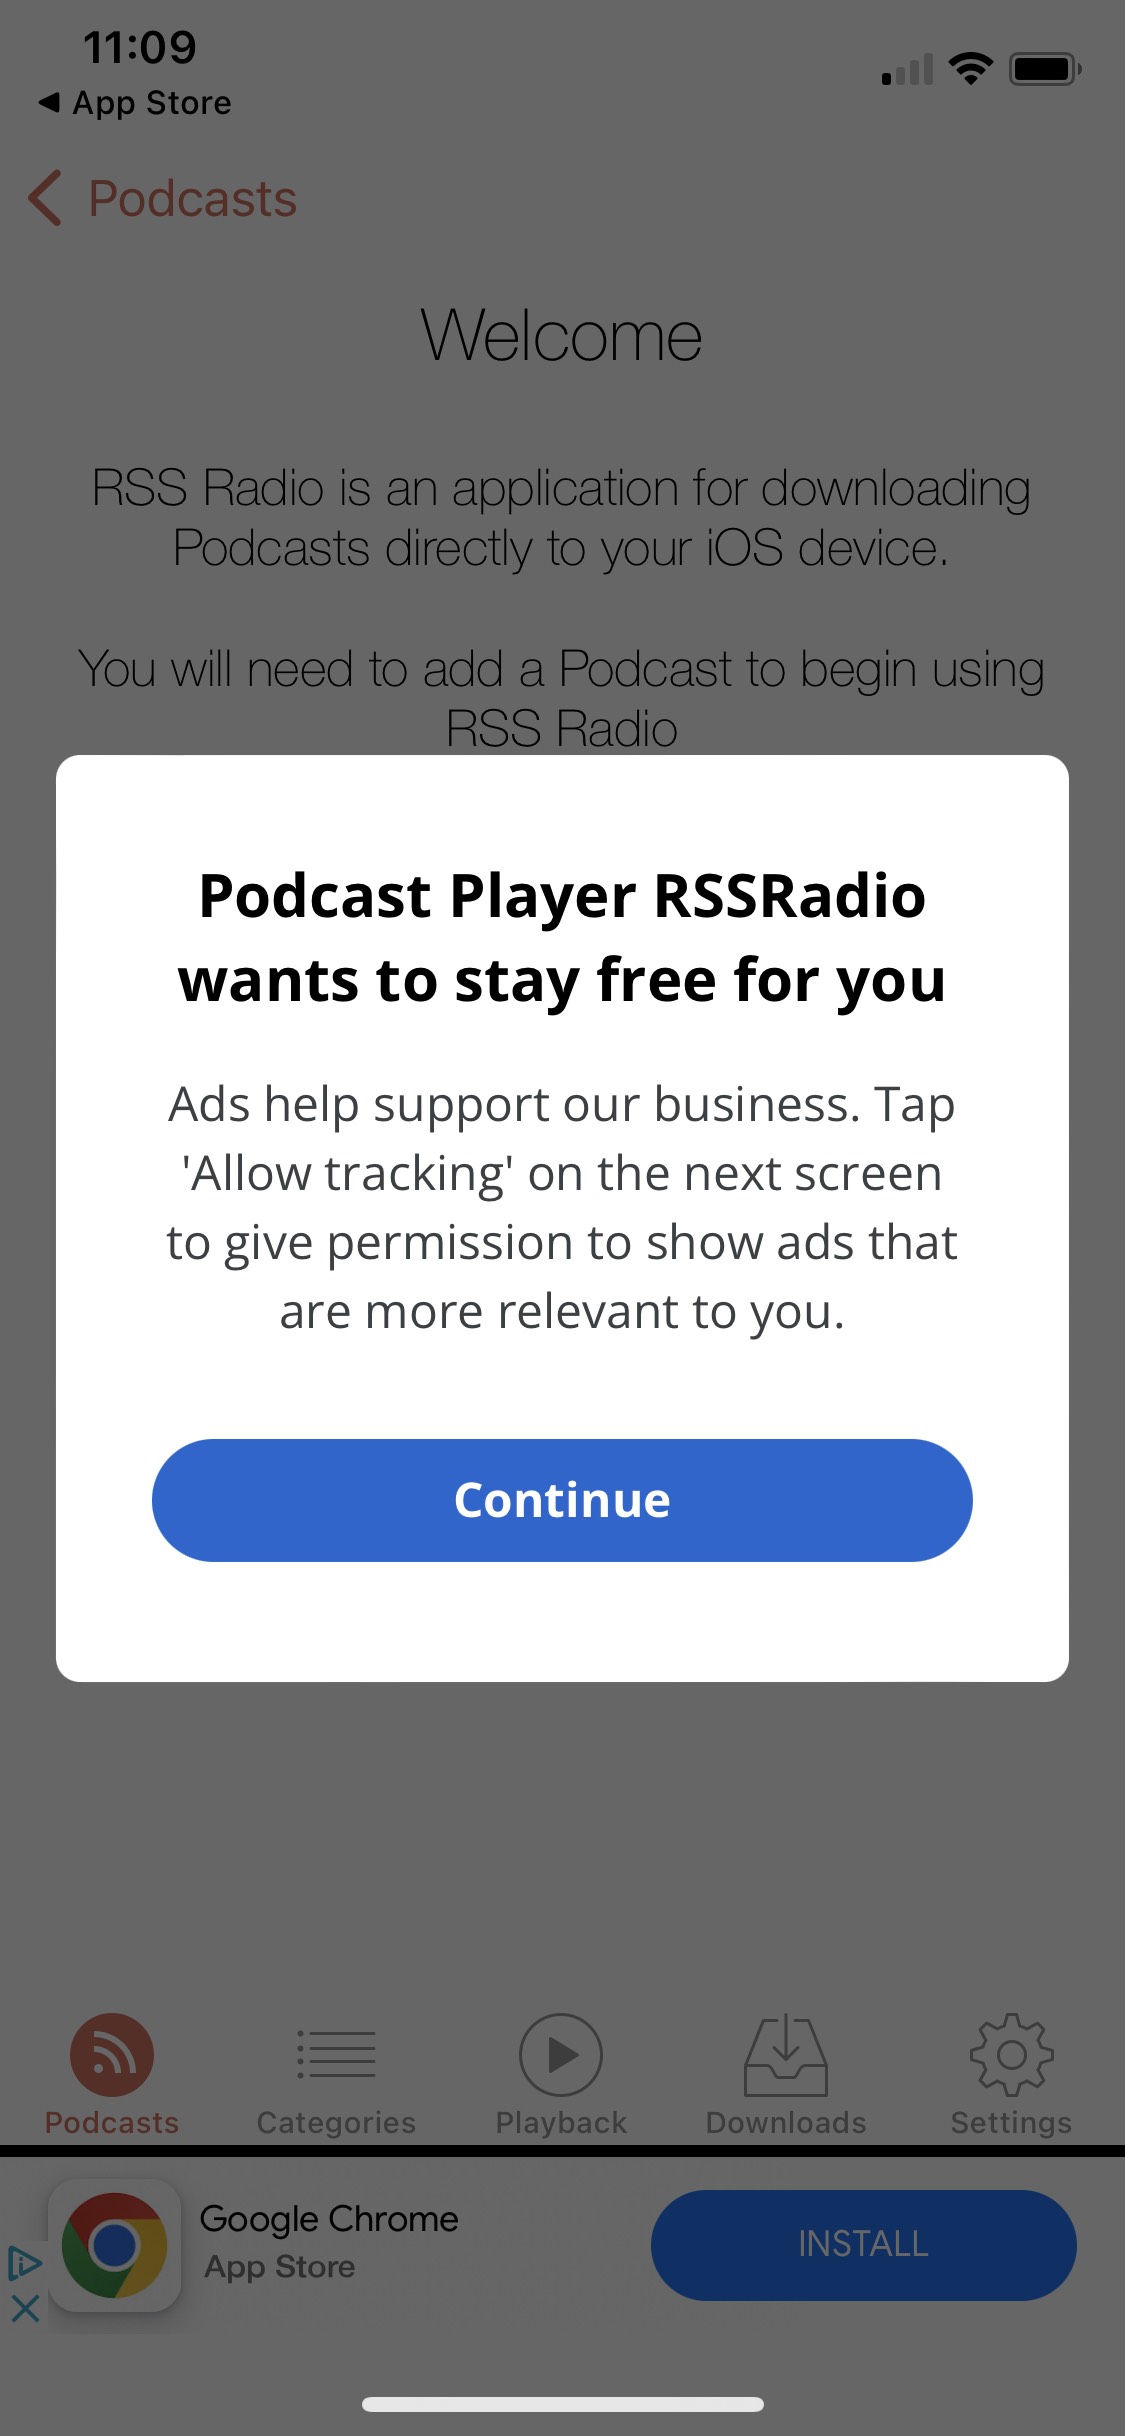 11:09
App Store
Podcasts
Welcome
RSS Radio is an application for downloading
Podcasts directly to your iOS device.
You will need to add a Podcast to begin using
RSS Radio
Podcast Player RSSRadio
wants to stay free for you
Ads help support our business. Tap
'Allow tracking' on the next screen
to give permission to show ads that
are more relevant to you.
Continue
Podcasts
Categories
Playback
Downloads
Settings
Google Chrome
App Store
INSTALL